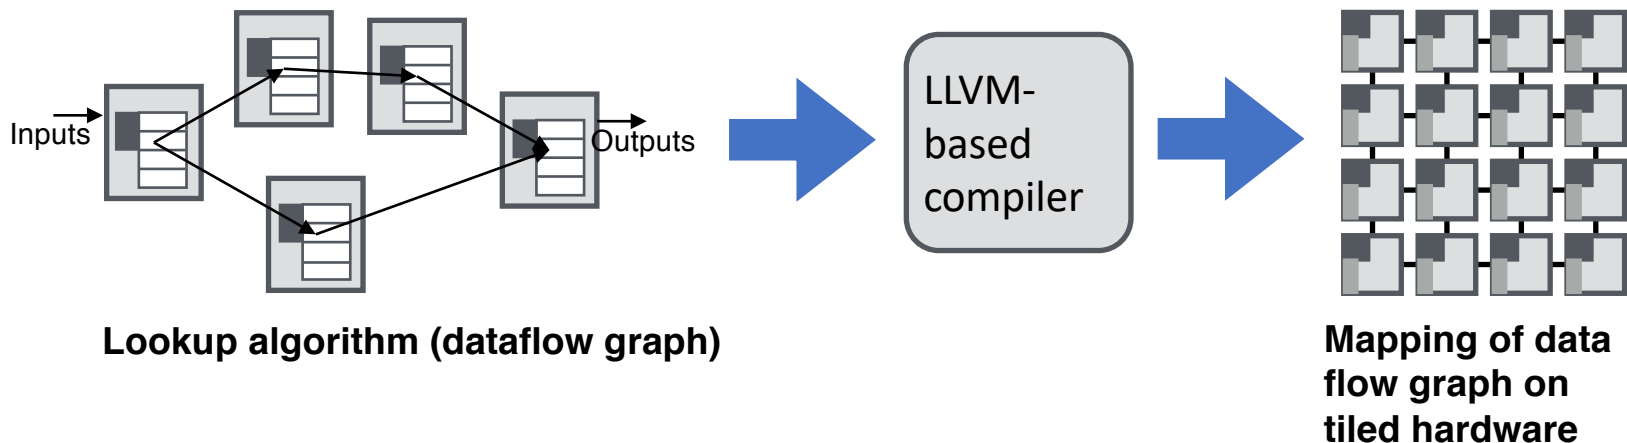 Inputs
Outputs
LLVM-
based
compiler
Lookup algorithm (dataflow graph)
Mapping of data
flow graph on
tiled hardware